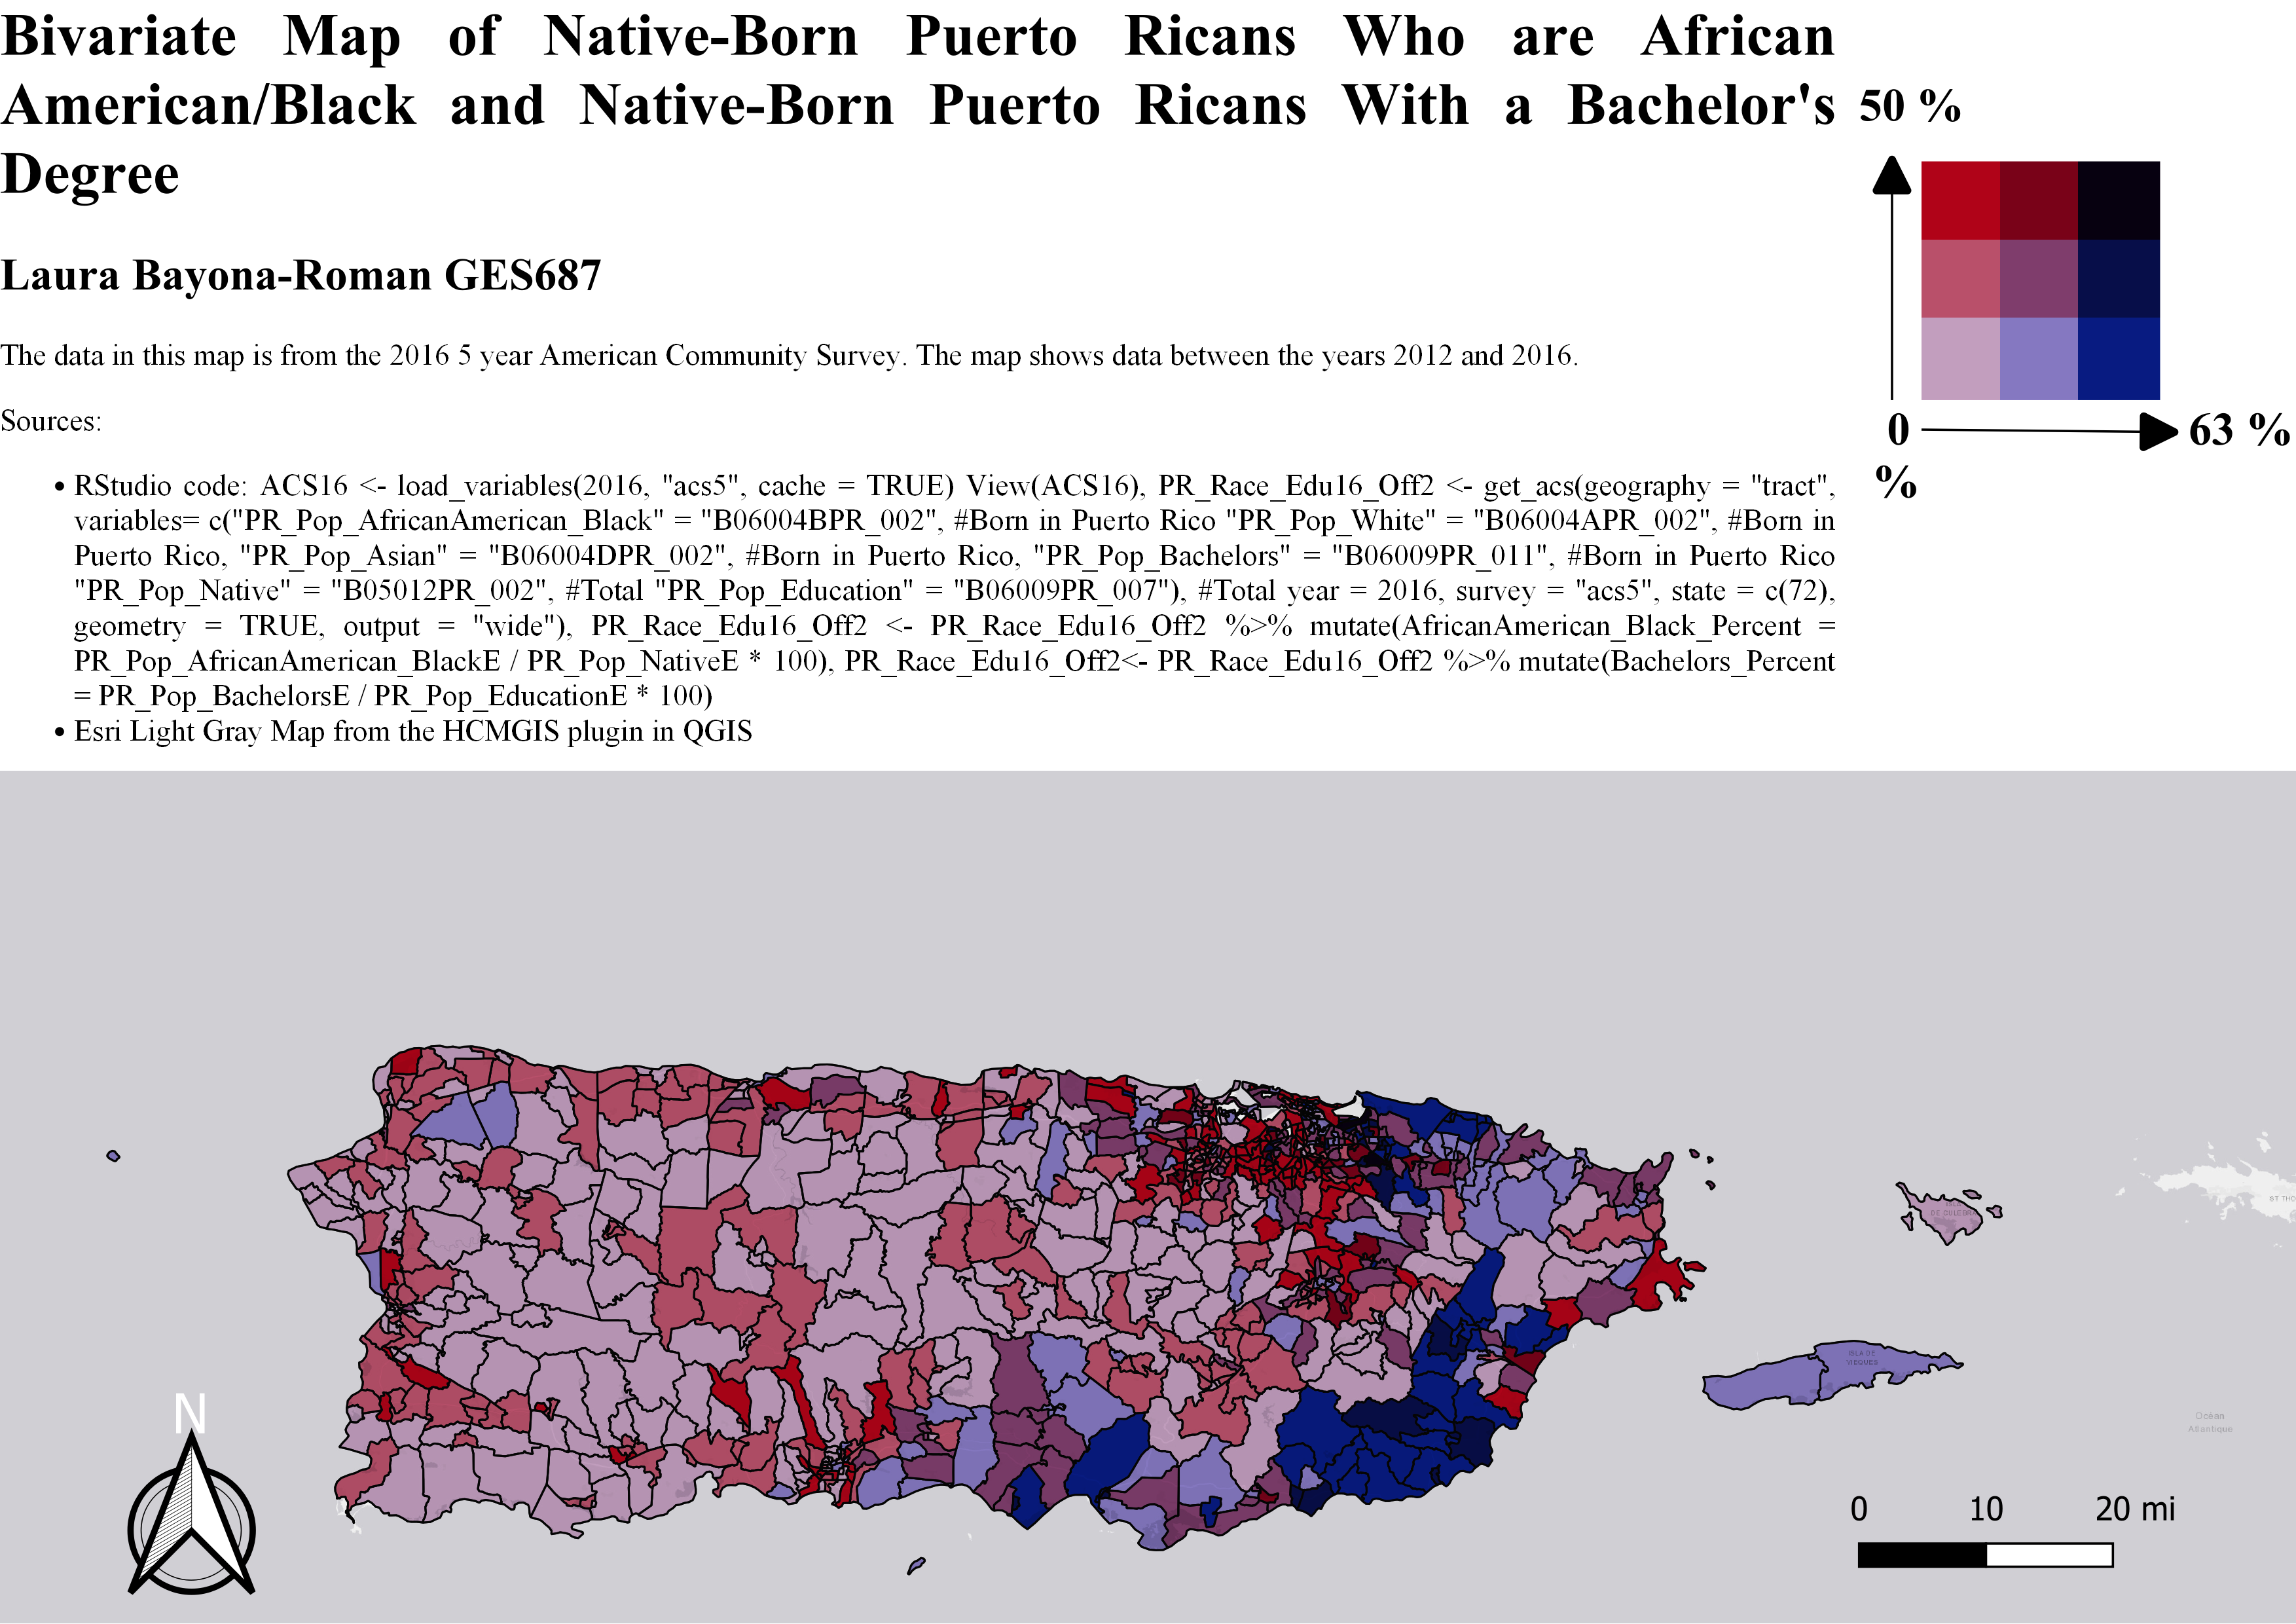 Bivariate Map of Native-Born Puerto Ricans Who are African
American/Black and Native-Born Puerto Ricans With a Bachelor's
Degree
Laura Bayona-Roman GES687
The data in this map is from the 2016 5 year American Community Survey. The map shows data between the years 2012 and 2016.
Sources:
• RStudio code: ACS16 <- load_variables(2016, "acs5", cache = TRUE) View(ACS16), PR_Race_Edu16_Off2 <- get_acs(geography = "tract",
variables= c("PR_Pop_AfricanAmerican_Black" = "B06004BPR_002", #Born in Puerto Rico "PR_Pop_White" = "B06004APR_002", #Born in
Puerto Rico, "PR_Pop_Asian" = "B06004DPR_002", #Born in Puerto Rico, "PR_Pop_Bachelors" = "B06009PR_011", #Born in Puerto Rico
"PR_Pop_Native" = "B05012PR_002", #Total "PR_Pop_Education" = "B06009PR_007"), #Total year = 2016, survey = "acs5", state = c(72),
geometry = TRUE, output = "wide"), PR_Race_Edu16_Off2 <- PR_Race_Edu16_Off2 %>% mutate(AfricanAmerican_Black_Percent =
PR_Pop_AfricanAmerican_BlackE / PR_Pop_NativeE * 100), PR_Race_Edu16_Off2<- PR_Race_Edu16_Off2 %>% mutate(Bachelors_Percent
= PR_Pop_BachelorsE / PR_Pop_EducationE * 100)
• Esri Light Gray Map from the HCMGIS plugin in QGIS
50 %
0
%
63 %
ISLA DE
VIEQUES
Océan
Atlantique
N
0 10 20 mi